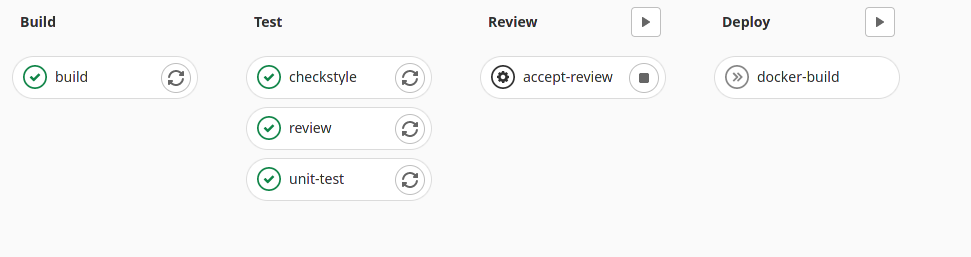 Build
Test
Review
Deploy
build
checkstyle
accept-review
docker-build
review
unit-test